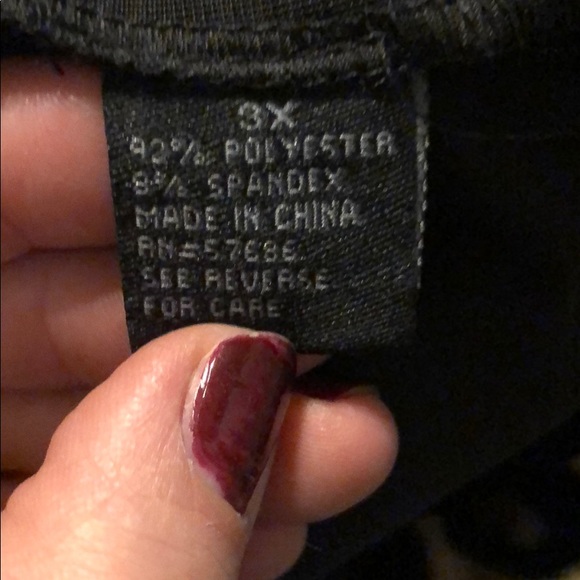 3X
92% POLYESTER
8% SPANDEX
MADE IN CHINA
RN=57686
SEE REVERSE
FOR CARE